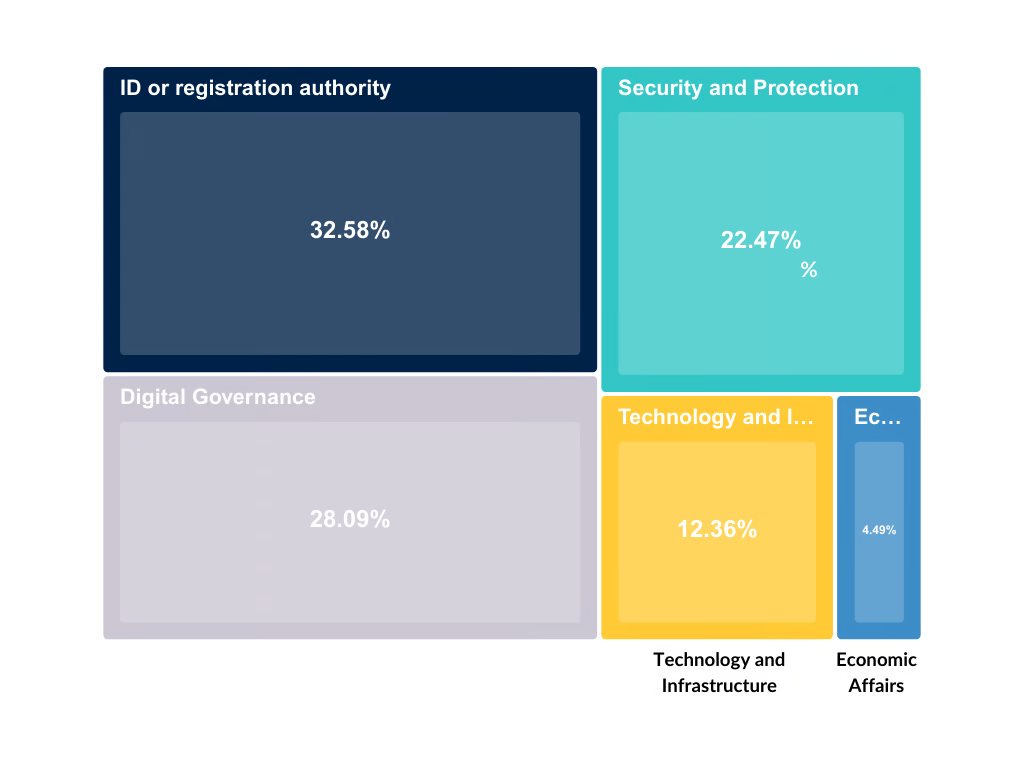 ID or registration authority
32.58%
Security and Protection
22.47%
%
Digital Governance
28.09%
Technology and I...
12.36%
Ec...
4.49%
Technology and
Infrastructure
Economic
Affairs